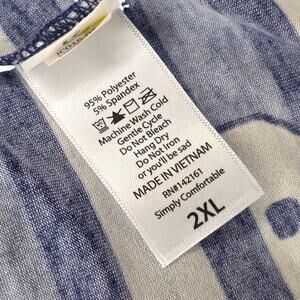 95% Polyester
5% Spandex
Machine Wash Cold
Gentle Cycle
Do Not Bleach
Hang Dry
Do Not Iron
or you'll be sad
MADE IN VIETNAM
RN#142161
Simply Comfortable
2XL